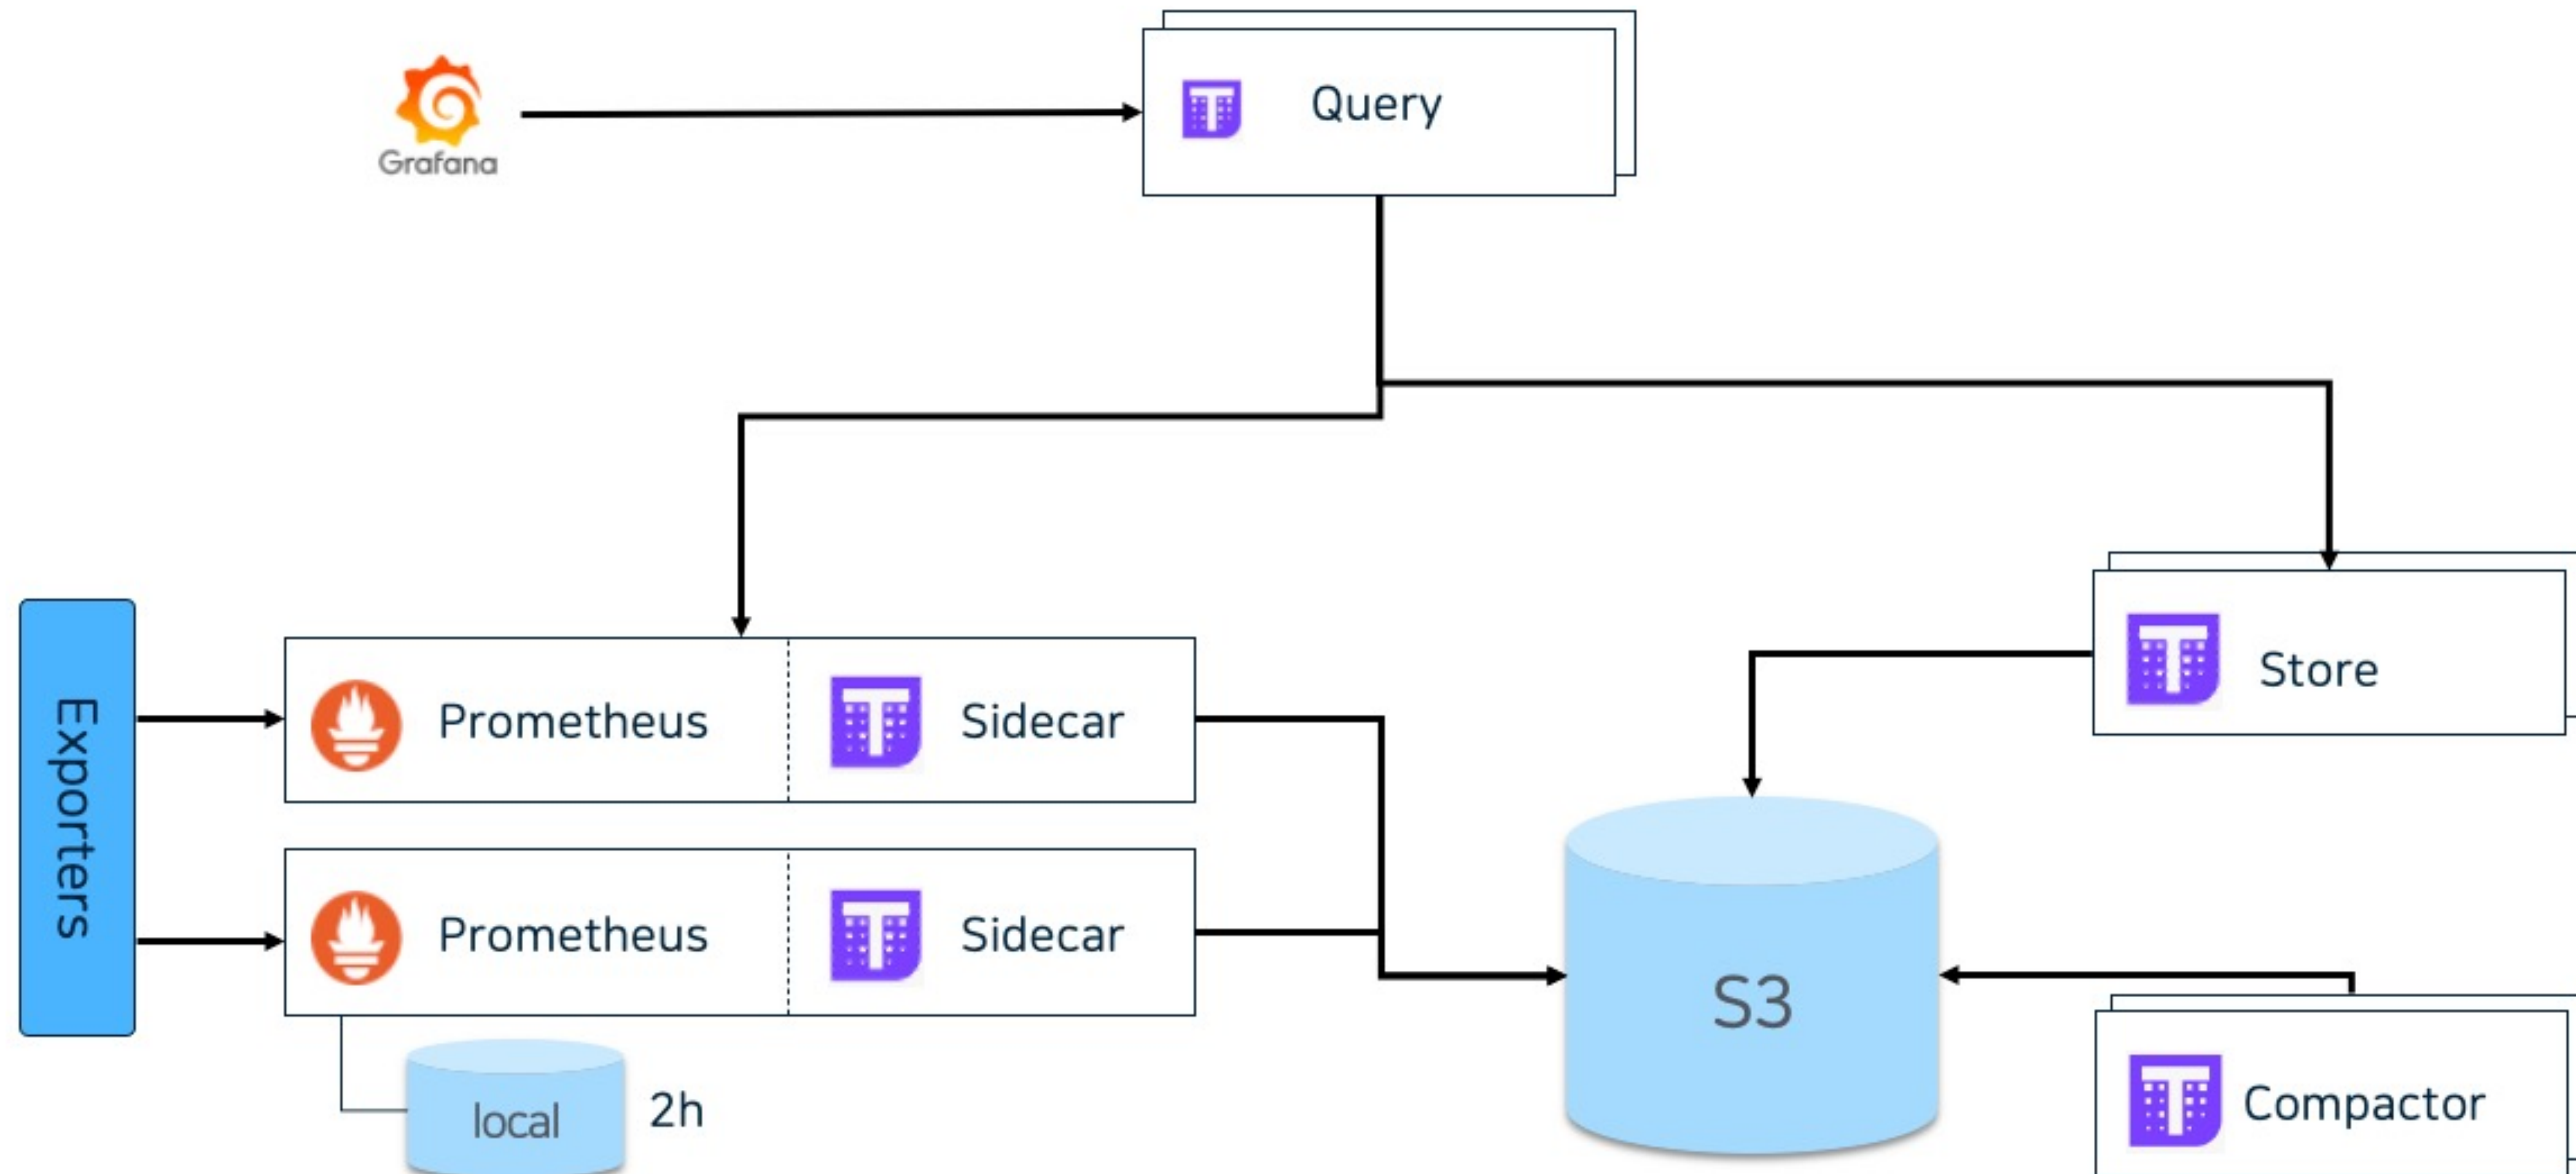 Query
Grafana
Exporters
Prometheus
Sidecar
Store
Prometheus
Sidecar
S3
local
2h
Compactor